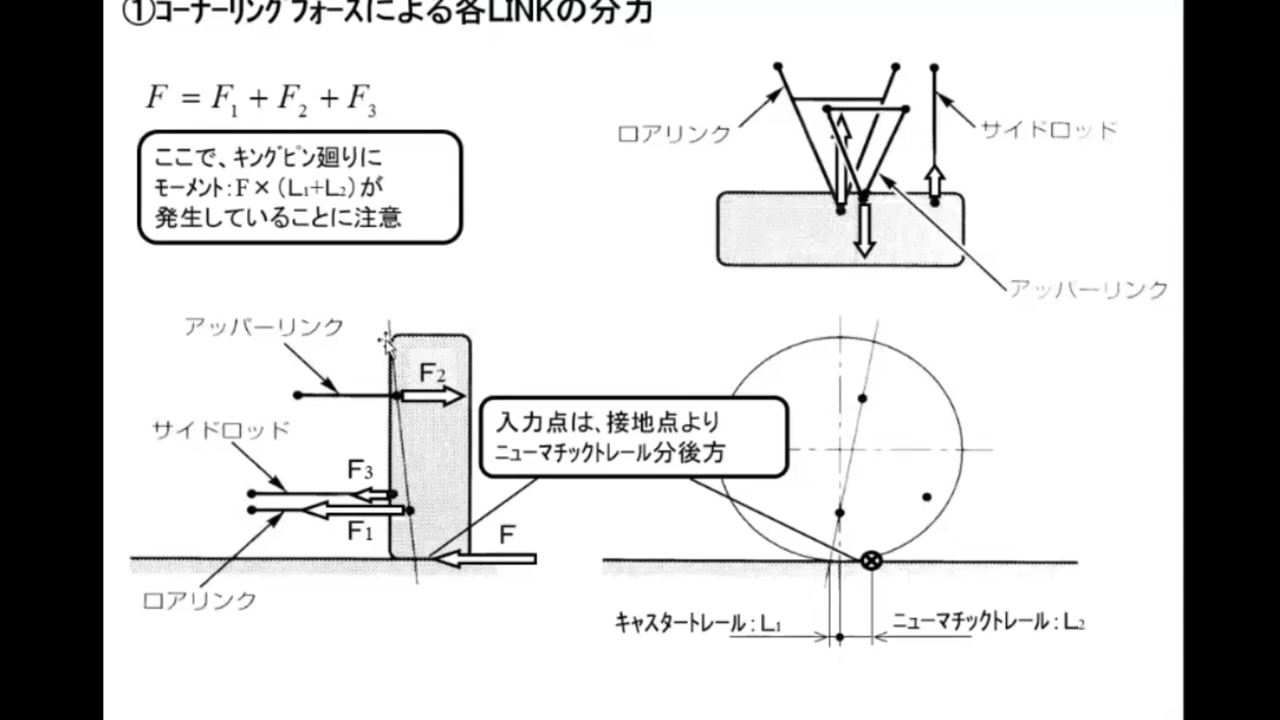 ①コーナーリングフォースによる各LINKの分力
F = F1 + F2 + F3
ここで、キングピン廻りに
モーメント：F×（L1+L2）が
発生していることに注意
ロアリンク
サイドロッド
アッパーリンク
アッパーリンク
F2
サイドロッド
F3
F1
ロアリンク
F
入力点は、接地点より
ニューマチックトレール分後方
キャスタートレール：L1
ニューマチックトレール：L2